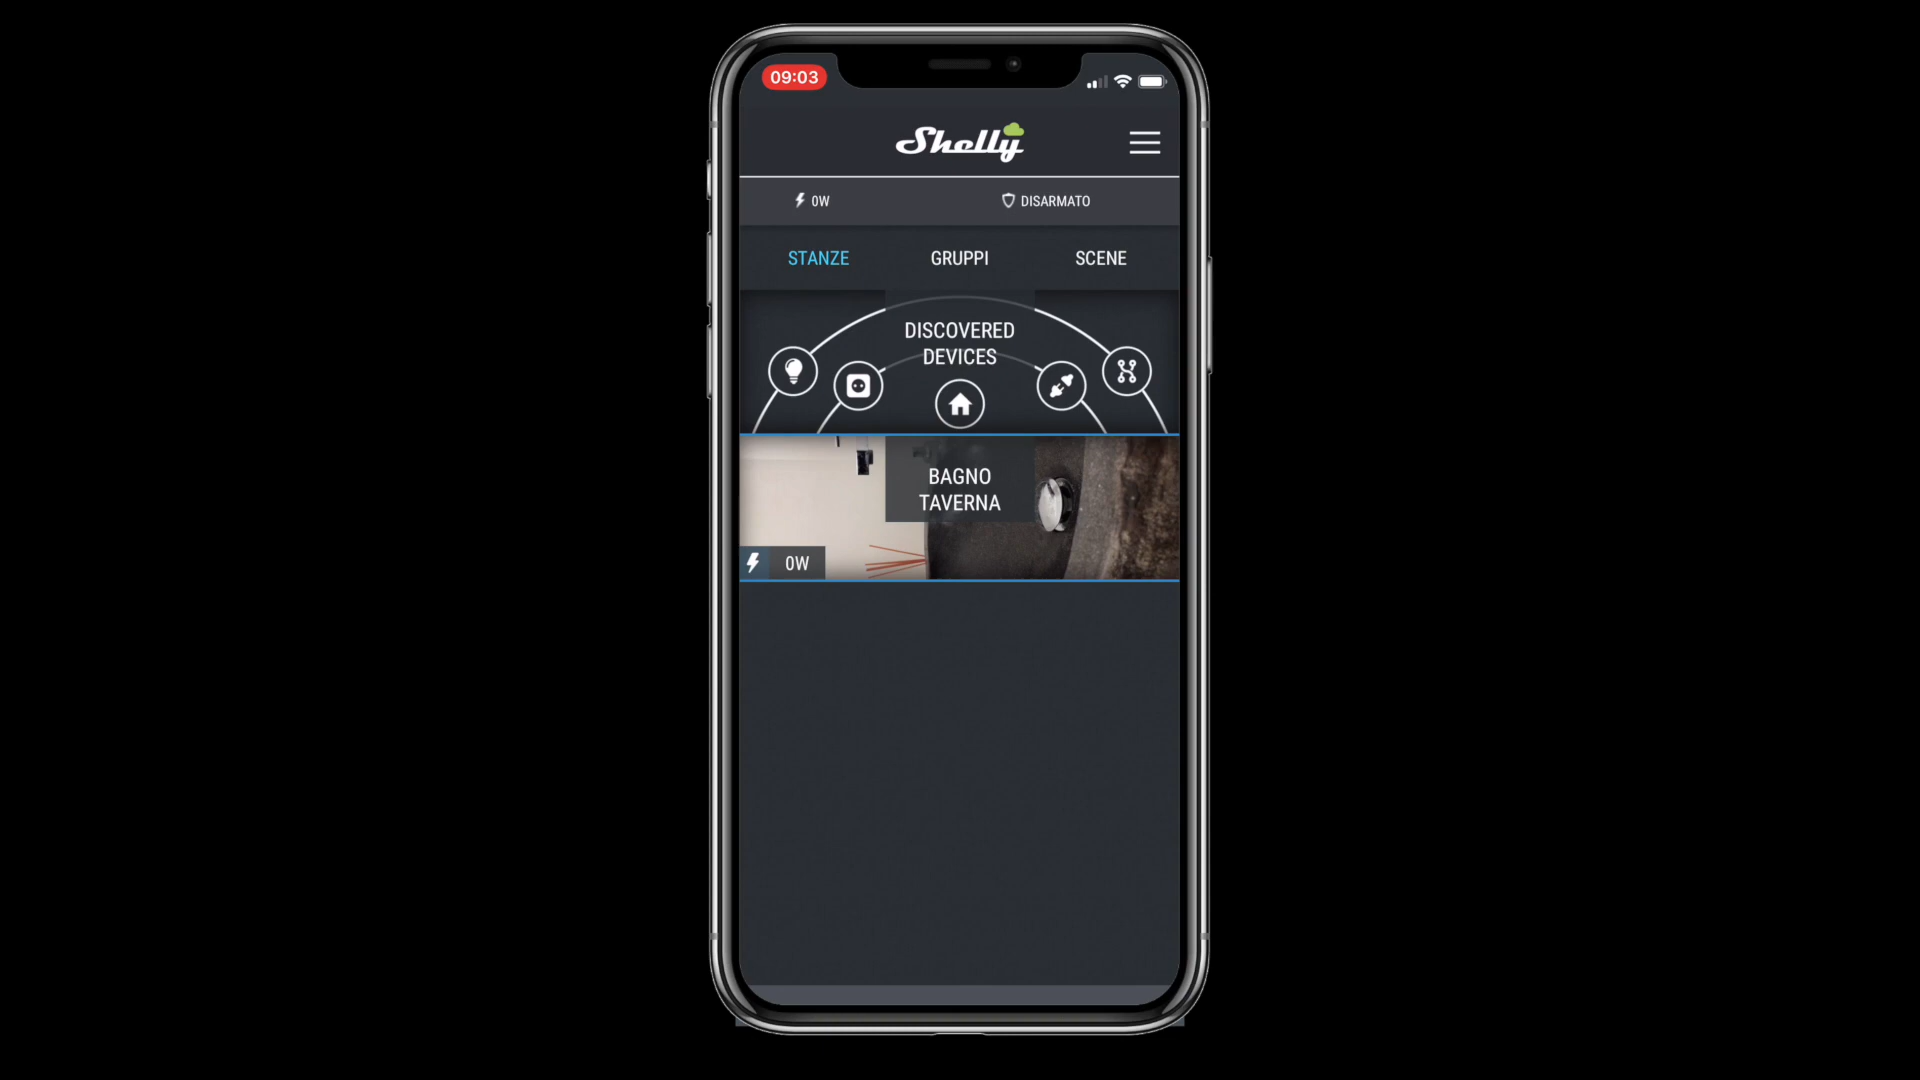 09:03
Shelly
0W
DISARMATO
STANZE
GRUPPI
SCENE
DISCOVERED
DEVICES
BAGNO
TAVERNA
0W